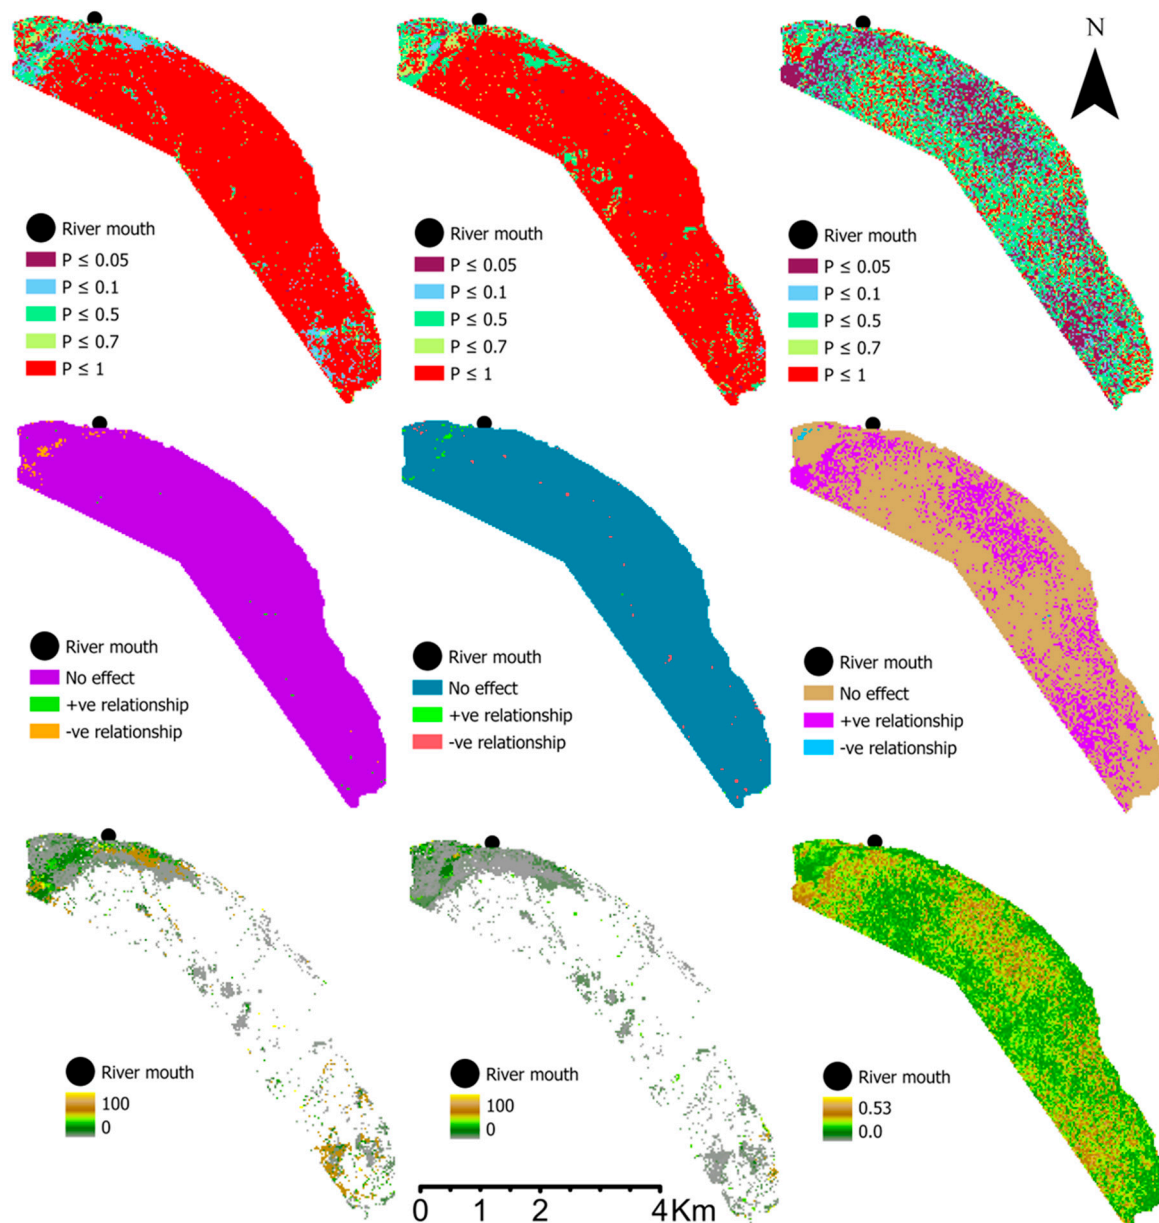 N
River mouth
P ≤ 0.05
P ≤ 0.1
P ≤ 0.5
P ≤ 0.7
P ≤ 1
River mouth
P ≤ 0.05
P ≤ 0.1
P ≤ 0.5
P ≤ 0.7
P ≤ 1
River mouth
P ≤ 0.05
P ≤ 0.1
P ≤ 0.5
P ≤ 0.7
P ≤ 1
River mouth
No effect
+ve relationship
-ve relationship
River mouth
No effect
+ve relationship
-ve relationship
River mouth
No effect
+ve relationship
-ve relationship
River mouth
100
0
River mouth
100
0
River mouth
0.53
0.0
0 1 2 4 Km